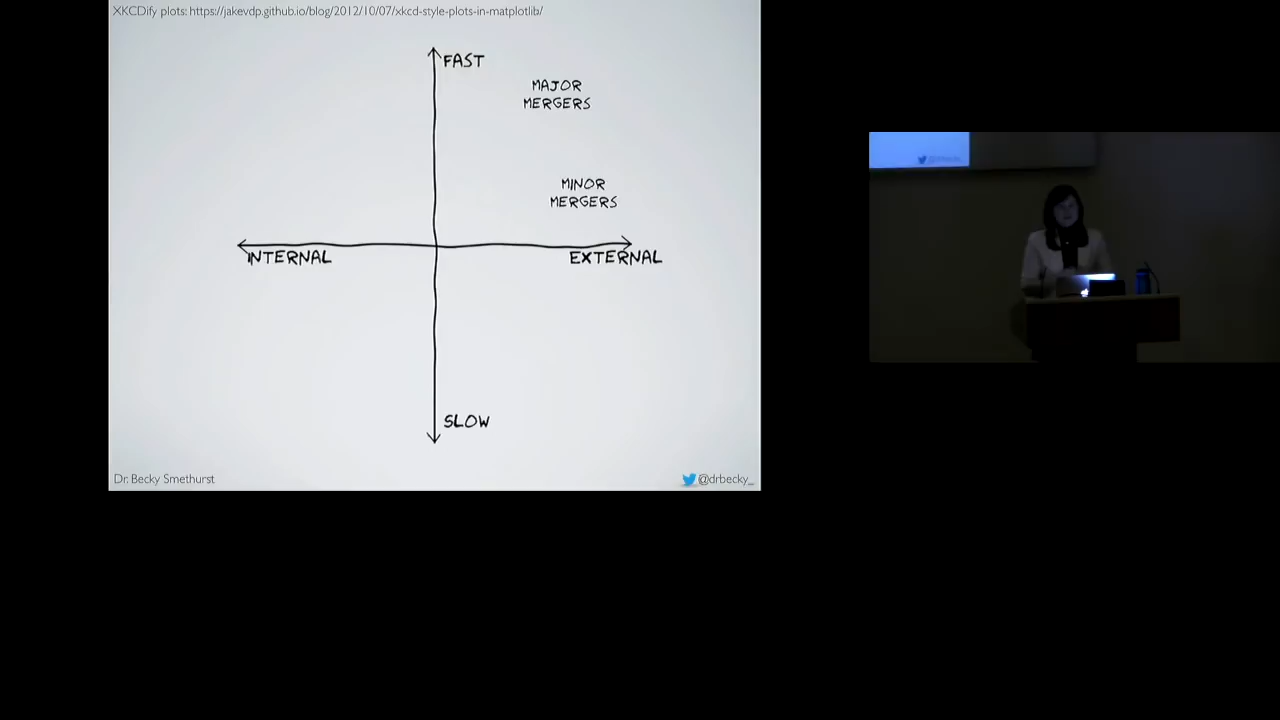 XKCDify plots: https://jakevdp.github.io/blog/2012/10/07/xkcd-style-plots-in-matplotlib/
FAST
MAJOR
MERGERS
MINOR
MERGERS
INTERNAL
EXTERNAL
SLOW
Dr. Becky Smethurst
@drbecky_
@drbecky_